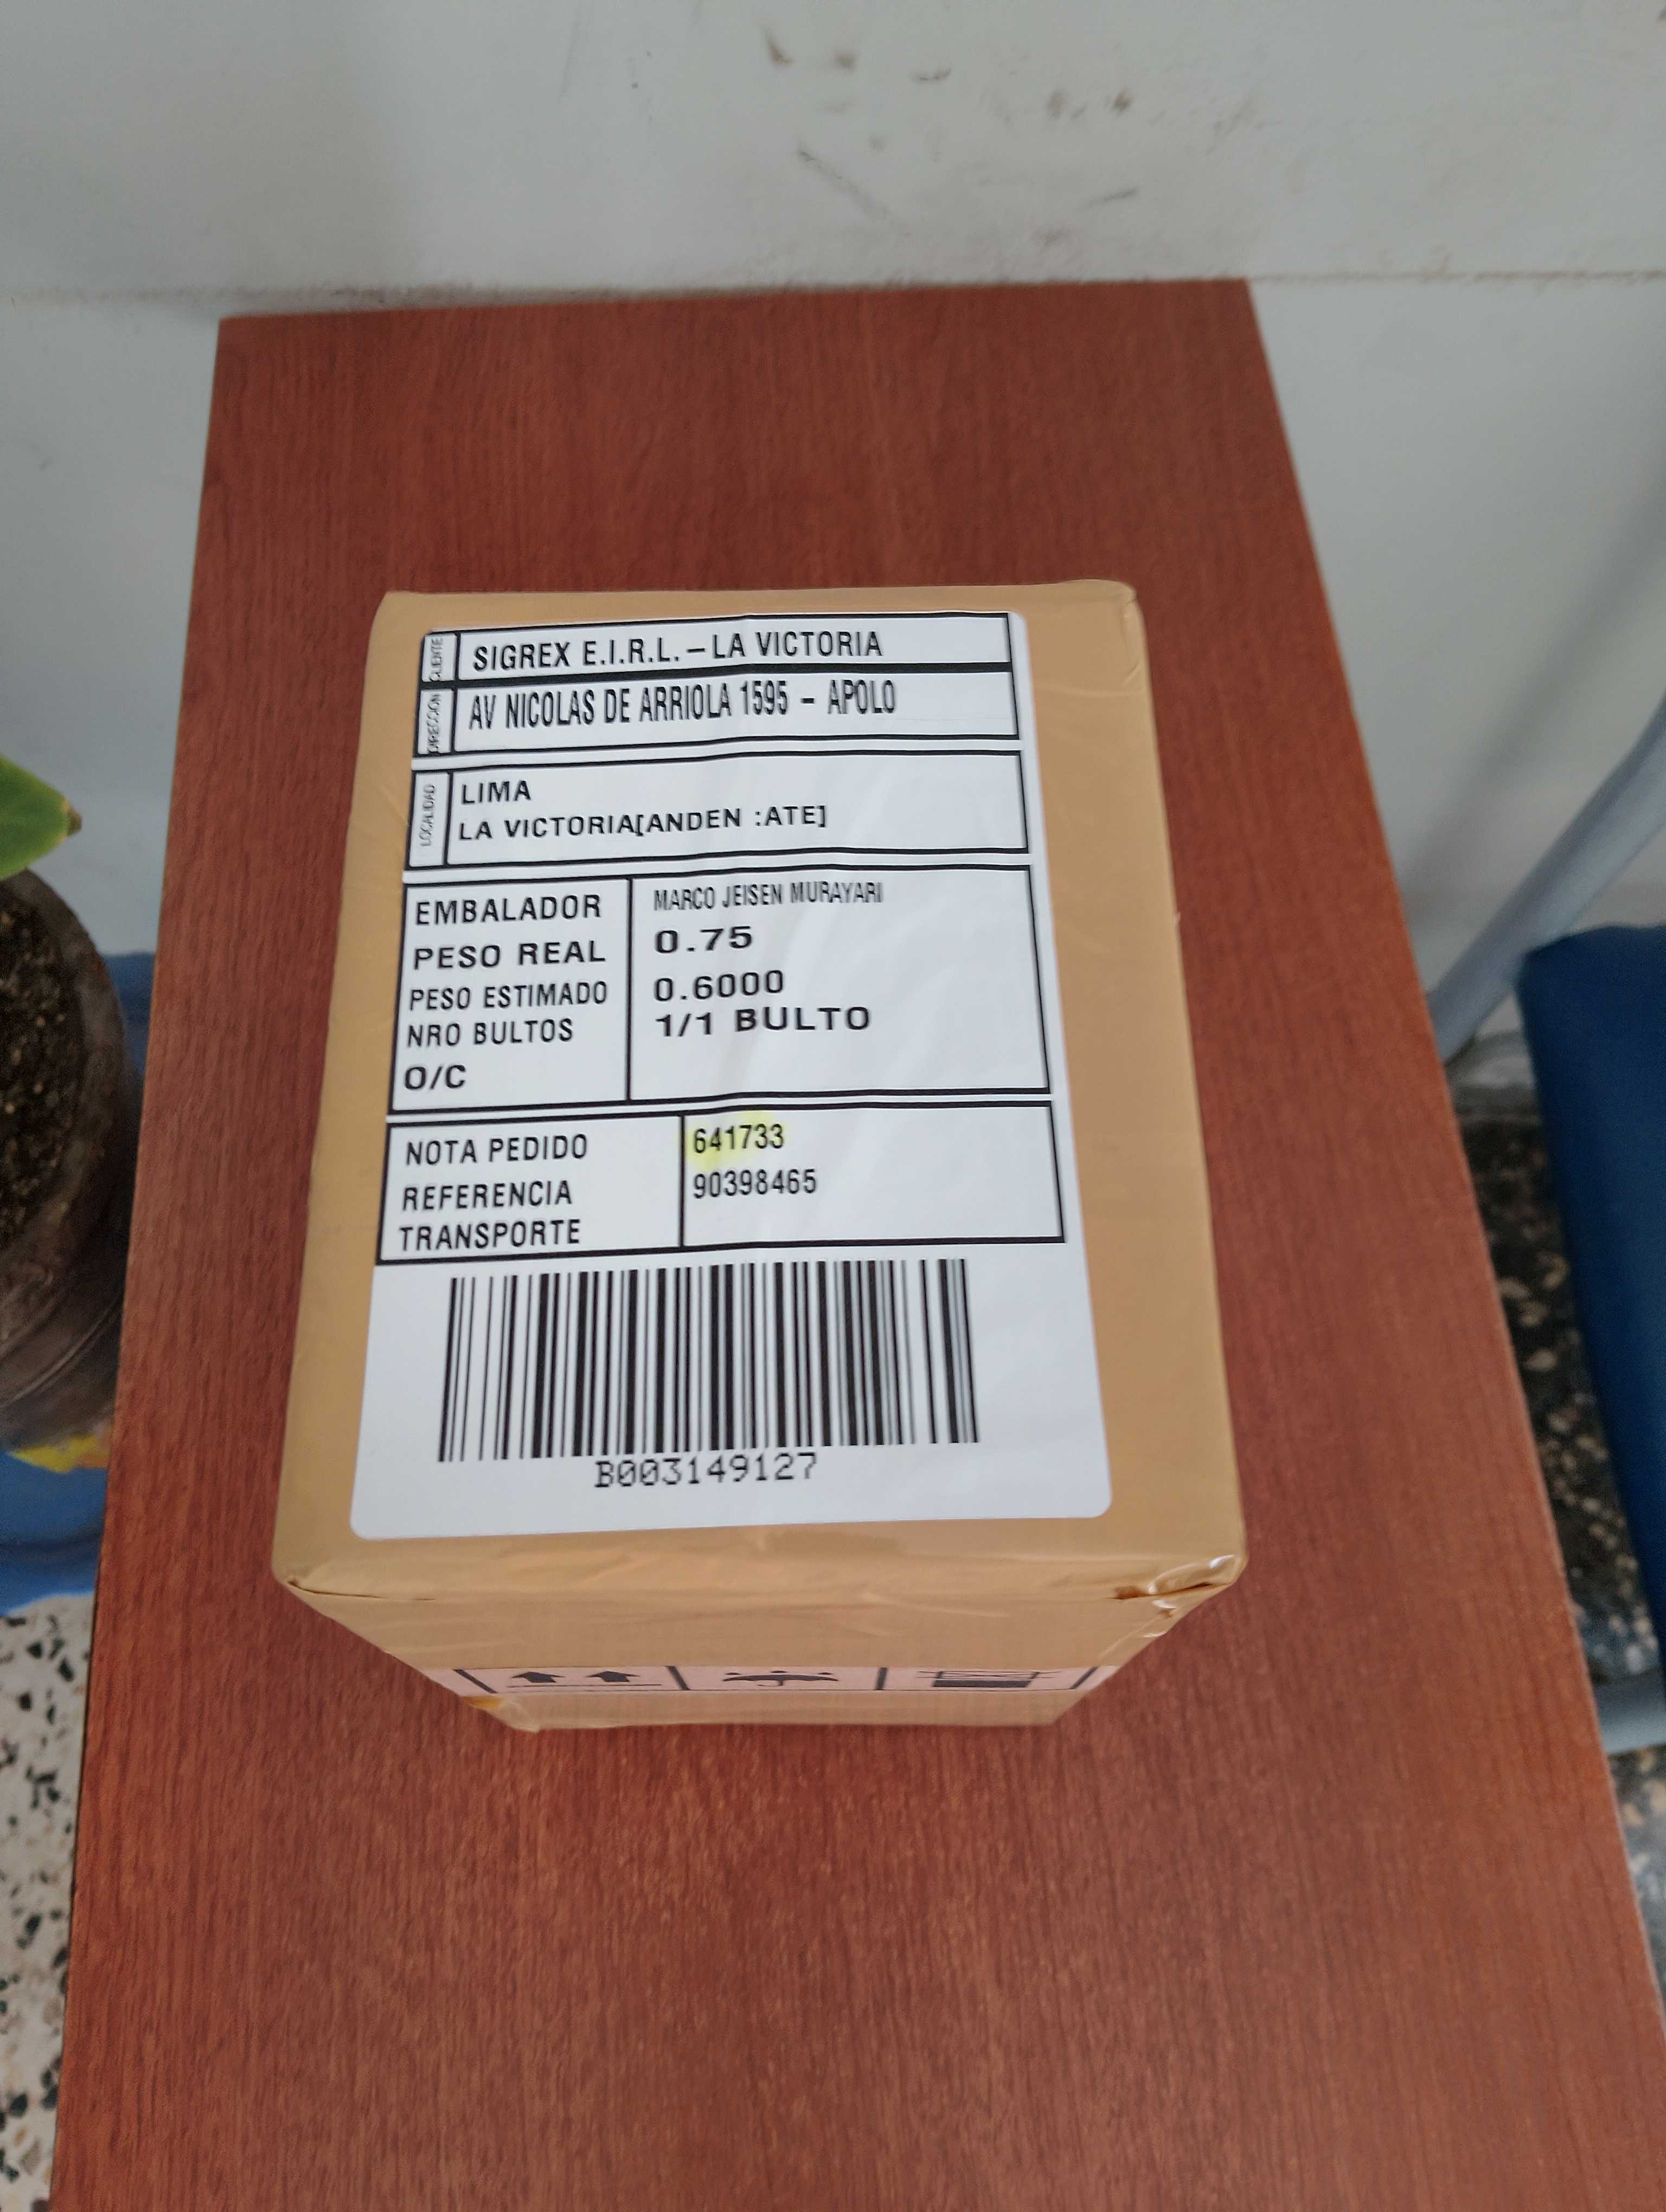 CLIENTE SIGREX E.I.R.L. – LA VICTORIA
DIRECCION AV NICOLAS DE ARRIOLA 1595 – APOLO
LOCALIDAD LIMA
LA VICTORIA[ANDEN :ATE]
EMBALADOR MARCO JEISEN MURAYARI
PESO REAL 0.75
PESO ESTIMADO 0.6000
NRO BULTOS 1/1 BULTO
O/C
NOTA PEDIDO 641733
REFERENCIA 90398465
TRANSPORTE
B003149127